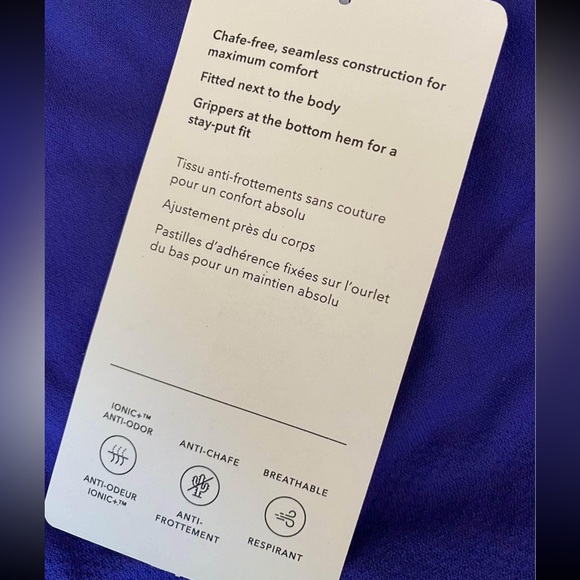 Chafe-free, seamless construction for
maximum comfort
Fitted next to the body
Grippers at the bottom hem for a
stay-put fit
Tissu anti-frottements sans couture
pour un confort absolu
Ajustement près du corps
Pastilles d'adhérence fixées sur l'ourlet
du bas pour un maintien absolu
IONIC+™
ANTI-ODOR
ANTI-ODEUR
IONIC+™
ANTI-CHAFE
ANTI-
FROTTEMENT
BREATHABLE
RESPIRANT